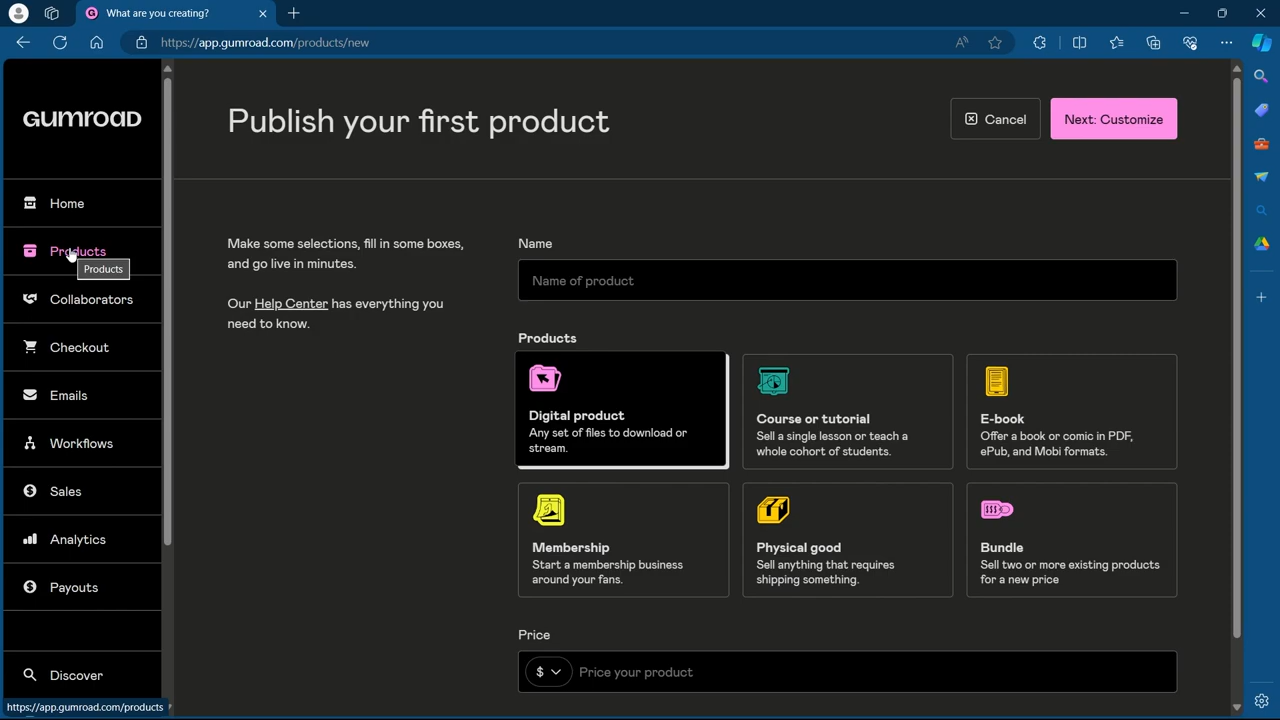 What are you creating?
https://app.gumroad.com/products/new
GUMROAD
Home
Products
Products
Collaborators
Checkout
Emails
Workflows
Sales
Analytics
Payouts
Discover
https://app.gumroad.com/products
Publish your first product
Cancel
Next: Customize
Make some selections, fill in some boxes,
and go live in minutes.
Our Help Center has everything you
need to know.
Name
Name of product
Products
Digital product
Any set of files to download or
stream.
Course or tutorial
Sell a single lesson or teach a
whole cohort of students.
E-book
Offer a book or comic in PDF,
ePub, and Mobi formats.
Membership
Start a membership business
around your fans.
Physical good
Sell anything that requires
shipping something.
Bundle
Sell two or more existing products
for a new price
Price
$
Price your product